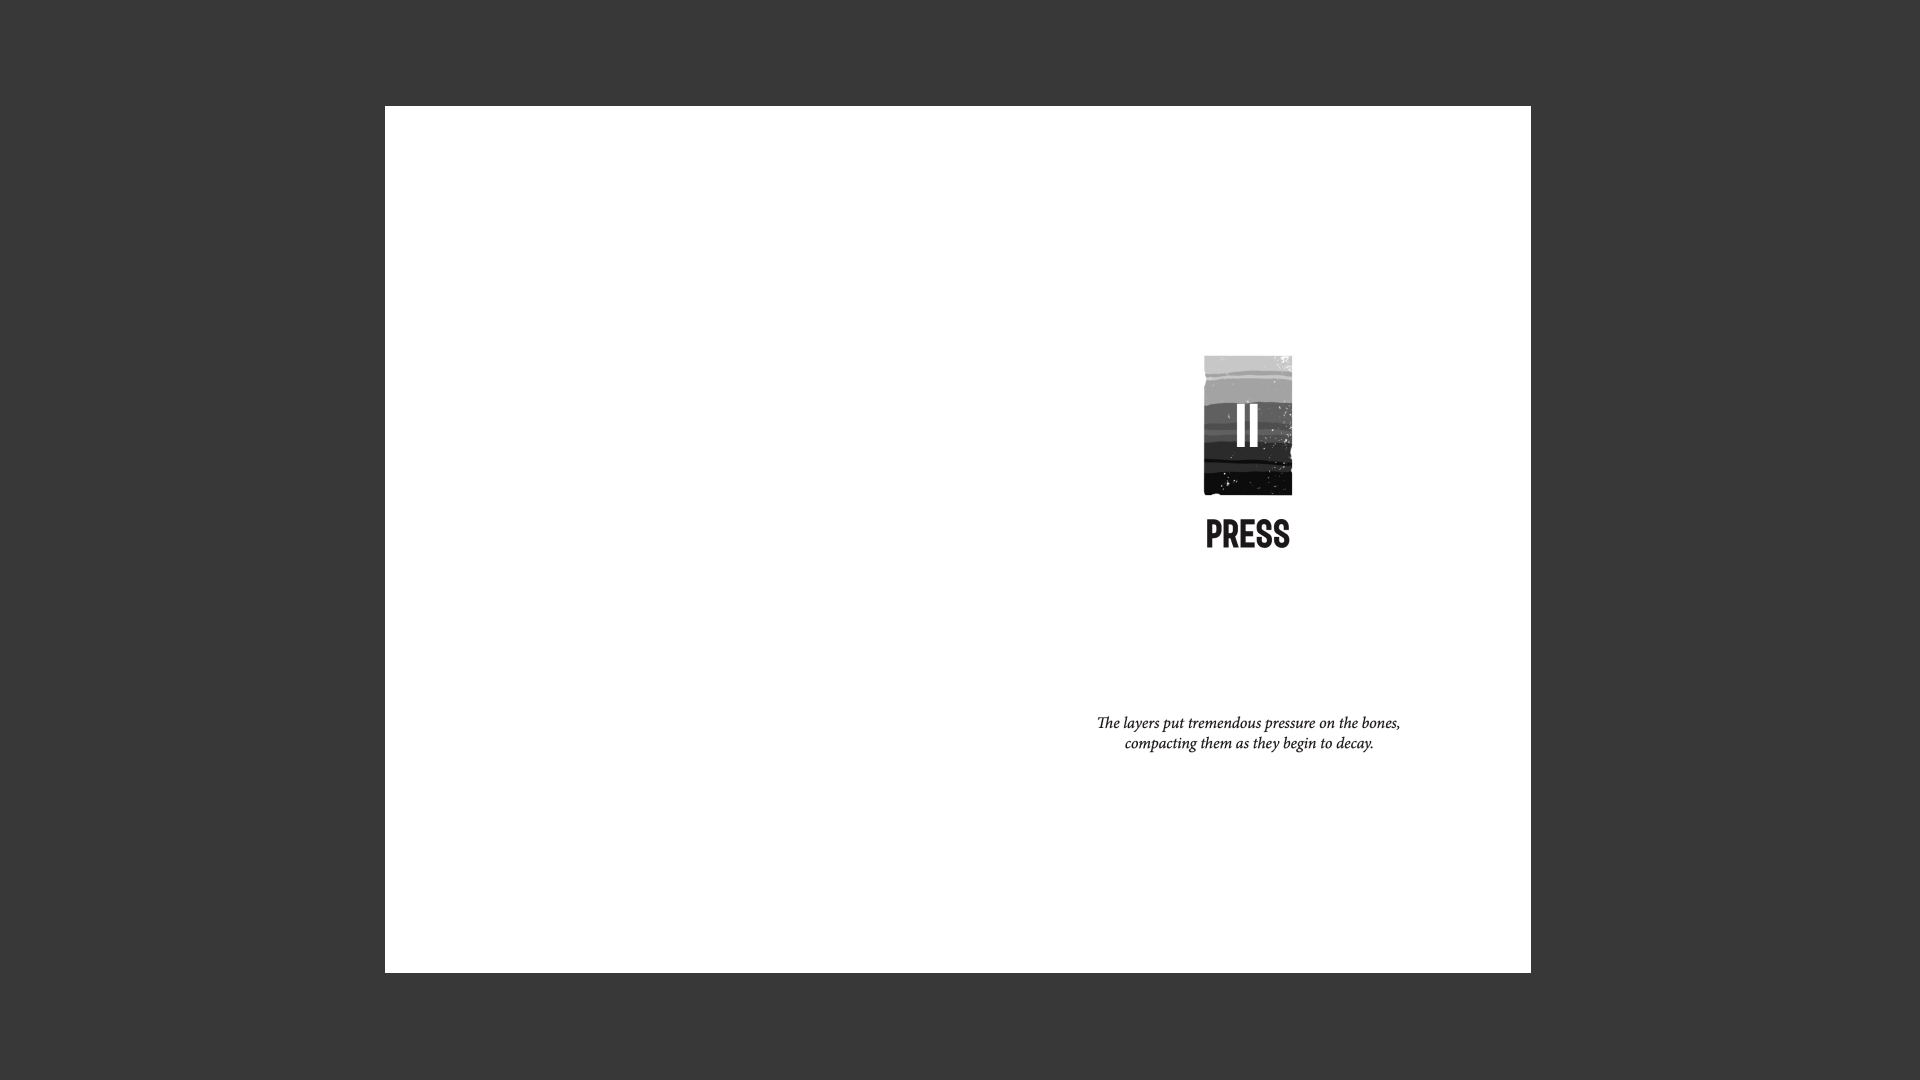 II
PRESS
The layers put tremendous pressure on the bones,
compacting them as they begin to decay.